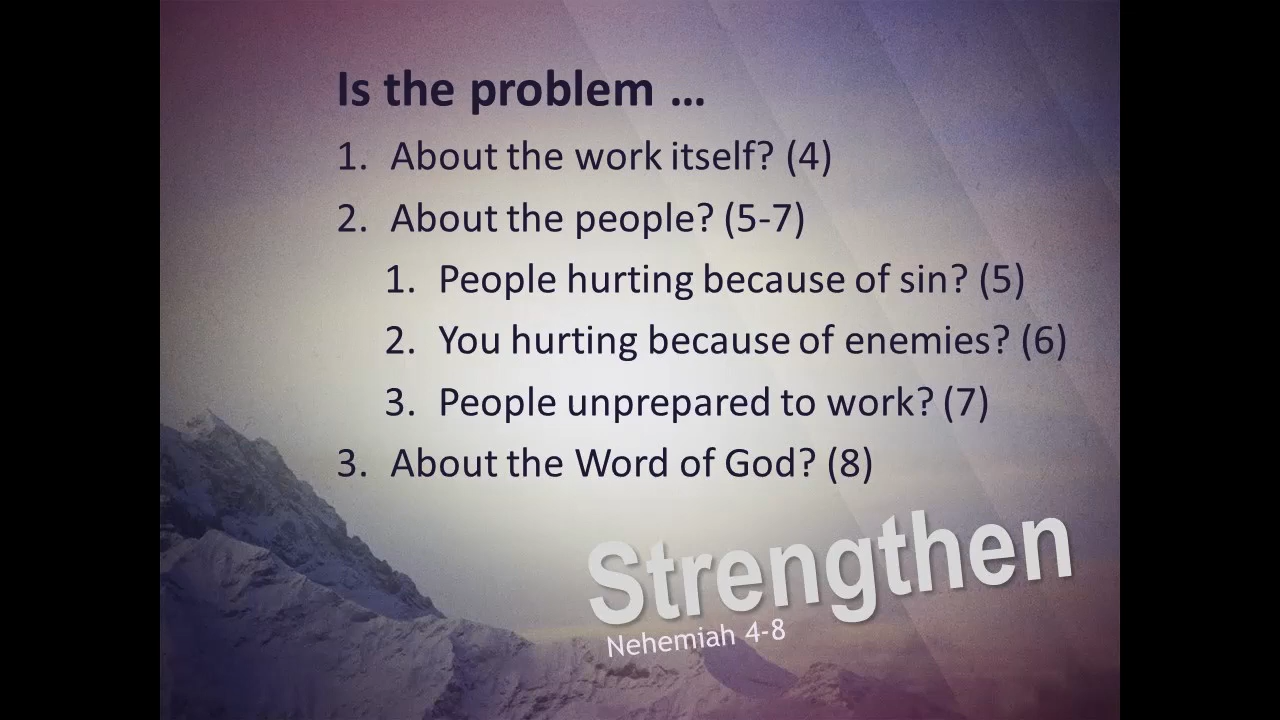 Is the problem …
1. About the work itself? (4)
2. About the people? (5-7)
1. People hurting because of sin? (5)
2. You hurting because of enemies? (6)
3. People unprepared to work? (7)
3. About the Word of God? (8)
Strengthen
Nehemiah 4-8